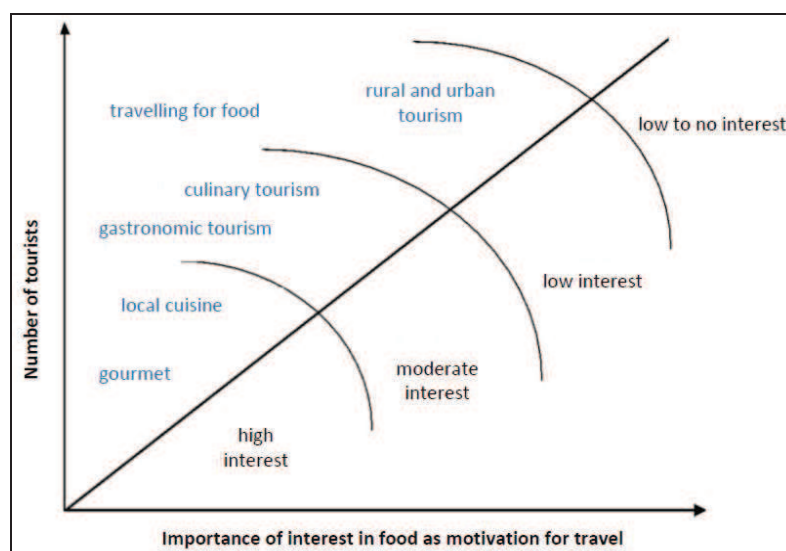 rural and urban
tourism
travelling for food
low to no interest
culinary tourism
gastronomic tourism
low interest
local cuisine
moderate
interest
gourmet
high
interest
Number of tourists
Importance of interest in food as motivation for travel